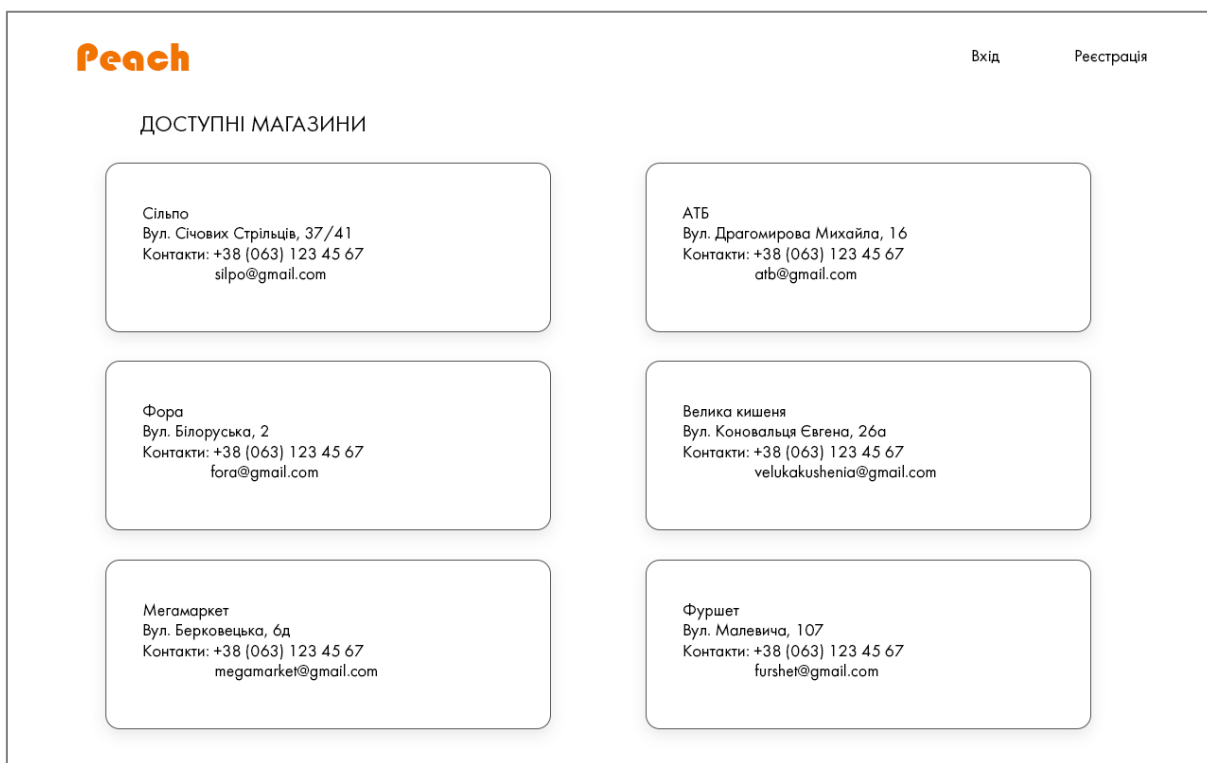 Peach
Вхід
Реєстрація
ДОСТУПНІ МАГАЗИНИ
Сільпо
Вул. Січових Стрільців, 37/41
Контакти: +38 (063) 123 45 67
silpo@gmail.com
АТБ
Вул. Драгомирова Михайла, 16
Контакти: +38 (063) 123 45 67
atb@gmail.com
Фора
Вул. Білоруська, 2
Контакти: +38 (063) 123 45 67
fora@gmail.com
Велика кишеня
Вул. Коновальця Євгена, 26а
Контакти: +38 (063) 123 45 67
velukakushenia@gmail.com
Мегамаркет
Вул. Берковецька, 6д
Контакти: +38 (063) 123 45 67
megamarket@gmail.com
Фуршет
Вул. Малевича, 107
Контакти: +38 (063) 123 45 67
furshet@gmail.com